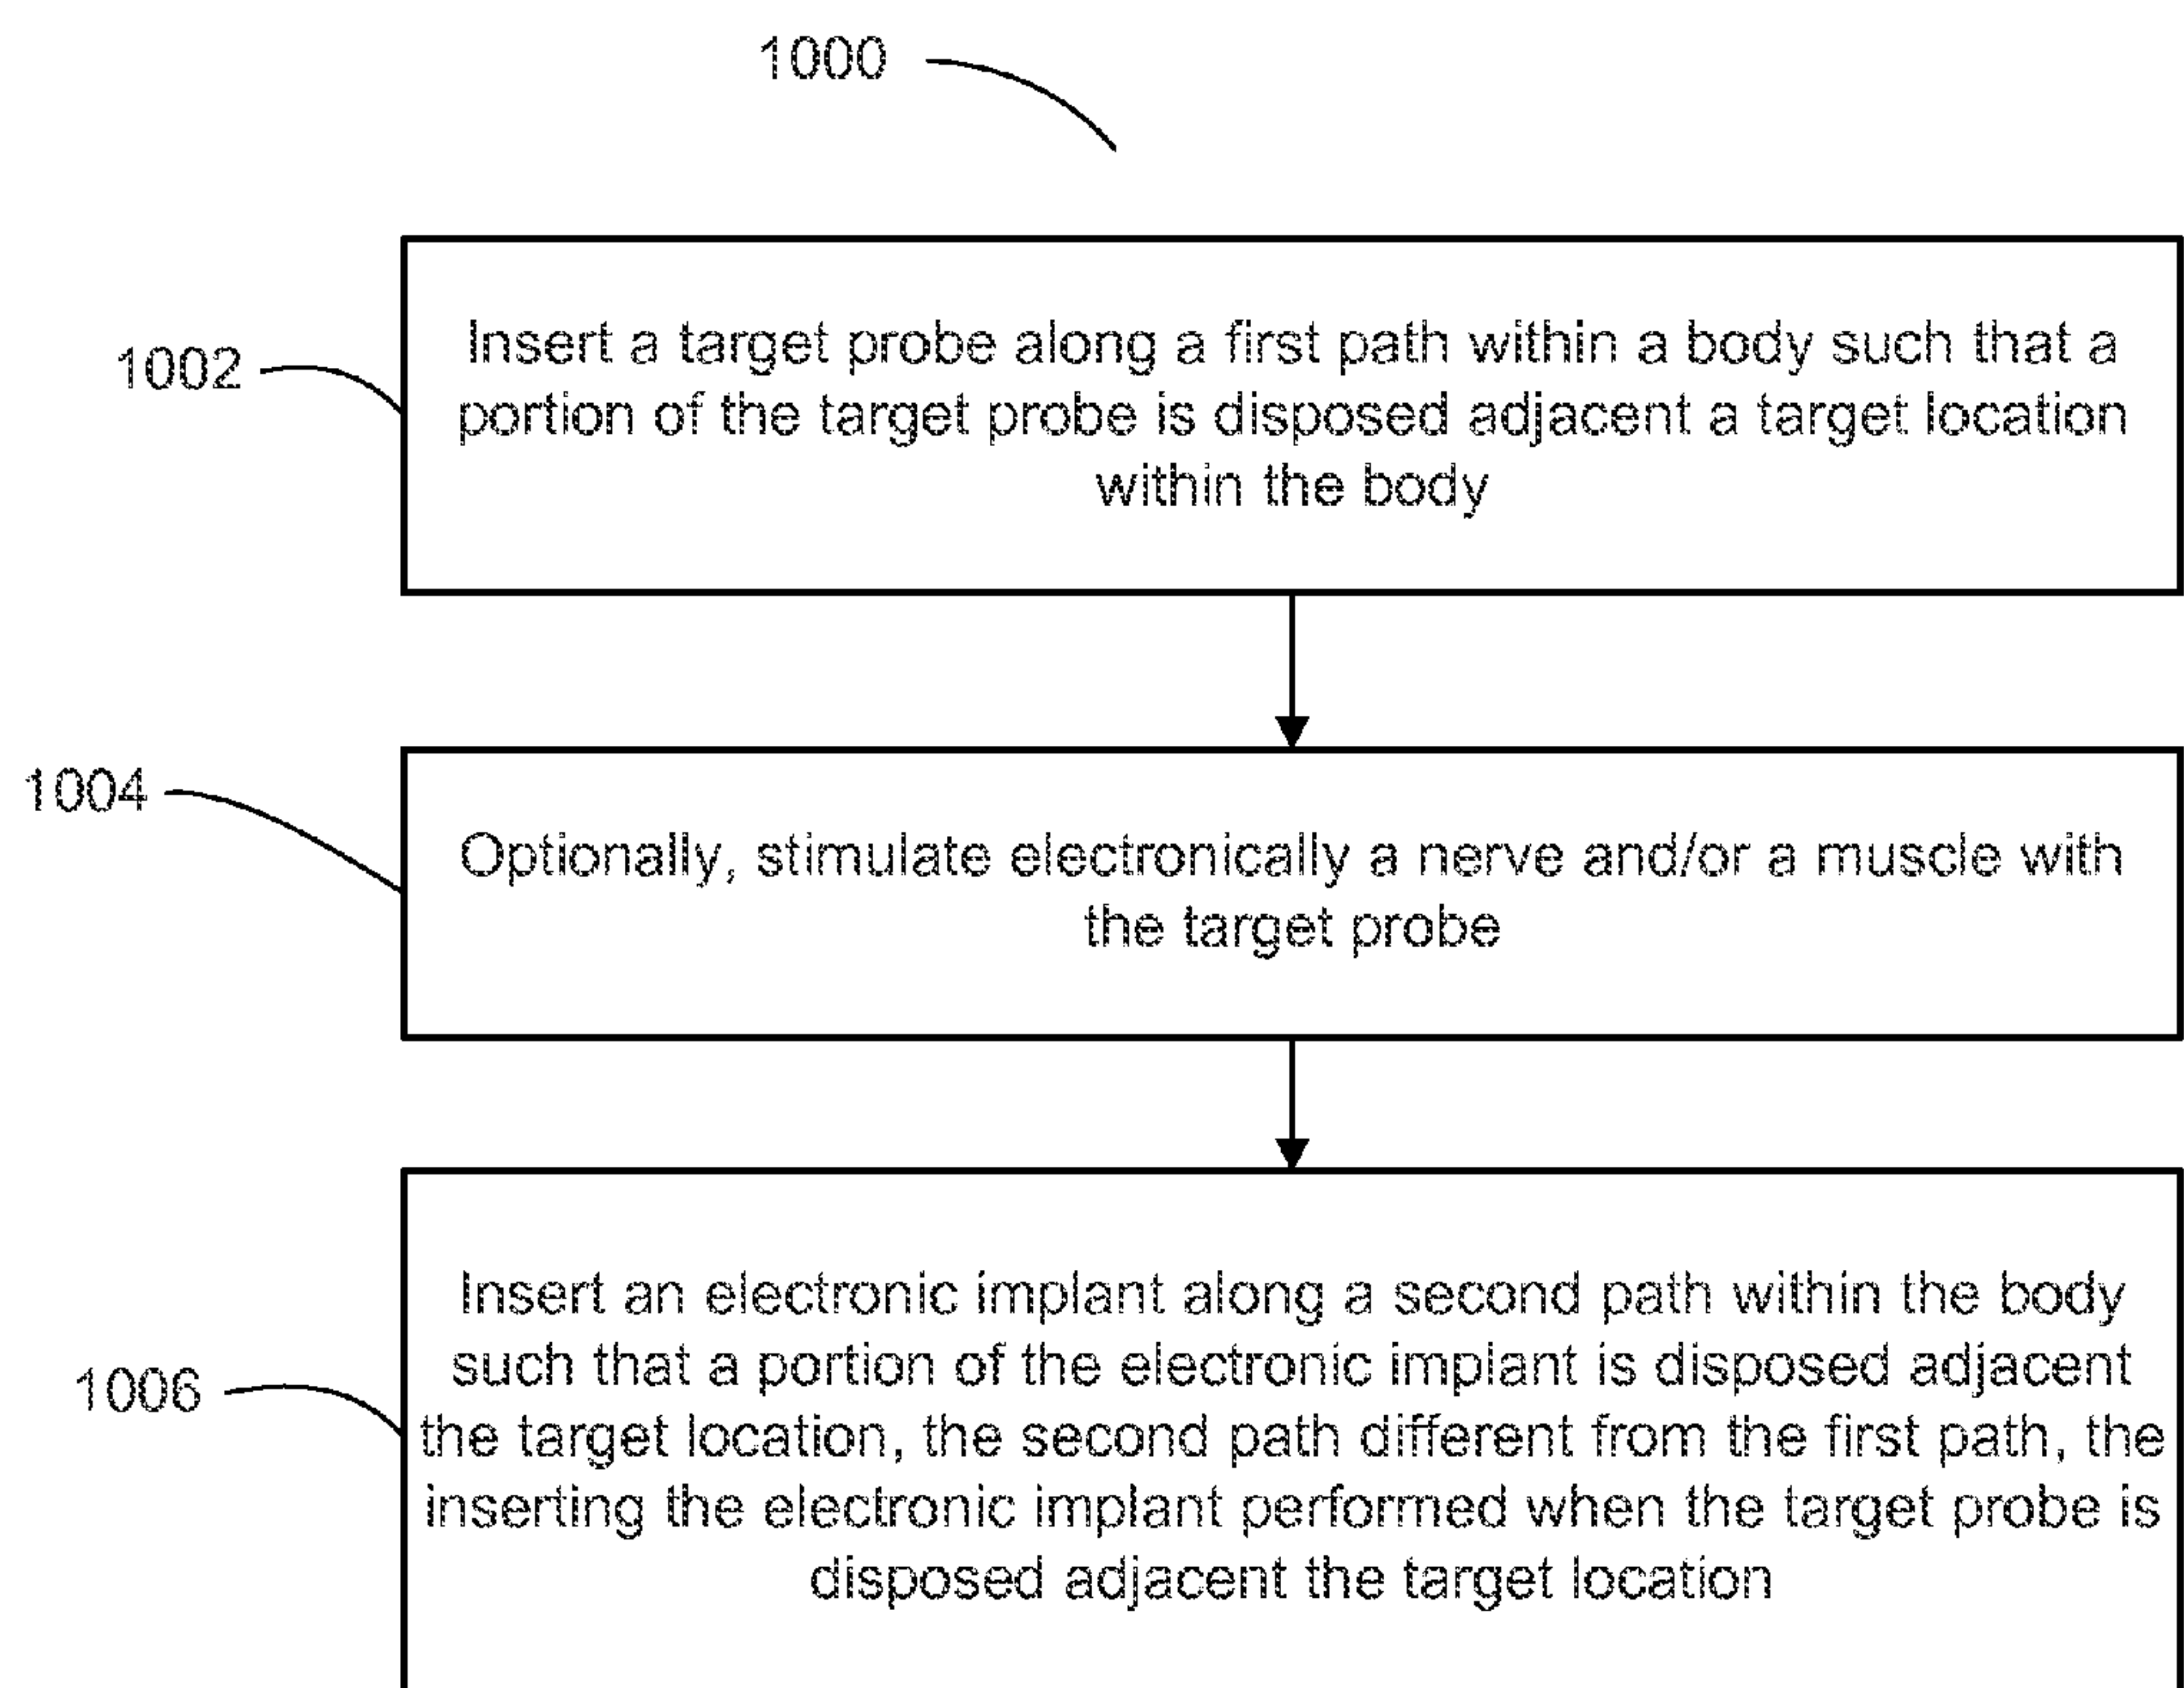 1000
1002
Insert a target probe along a first path within a body such that a
portion of the target probe is disposed adjacent a target location
within the body
1004
Optionally, stimulate electronically a nerve and/or a muscle with
the target probe
1006
Insert an electronic implant along a second path within the body
such that a portion of the electronic implant is disposed adjacent
the target location, the second path different from the first path, the
inserting the electronic implant performed when the target probe is
disposed adjacent the target location